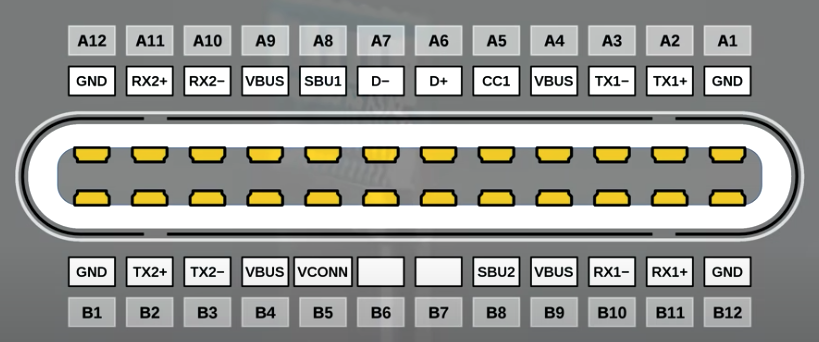 A12 A11 A10 A9 A8 A7 A6 A5 A4 A3 A2 A1
GND RX2+ RX2− VBUS SBU1 D− D+ CC1 VBUS TX1− TX1+ GND
GND TX2+ TX2− VBUS VCONN SBU2 VBUS RX1− RX1+ GND
B1 B2 B3 B4 B5 B6 B7 B8 B9 B10 B11 B12